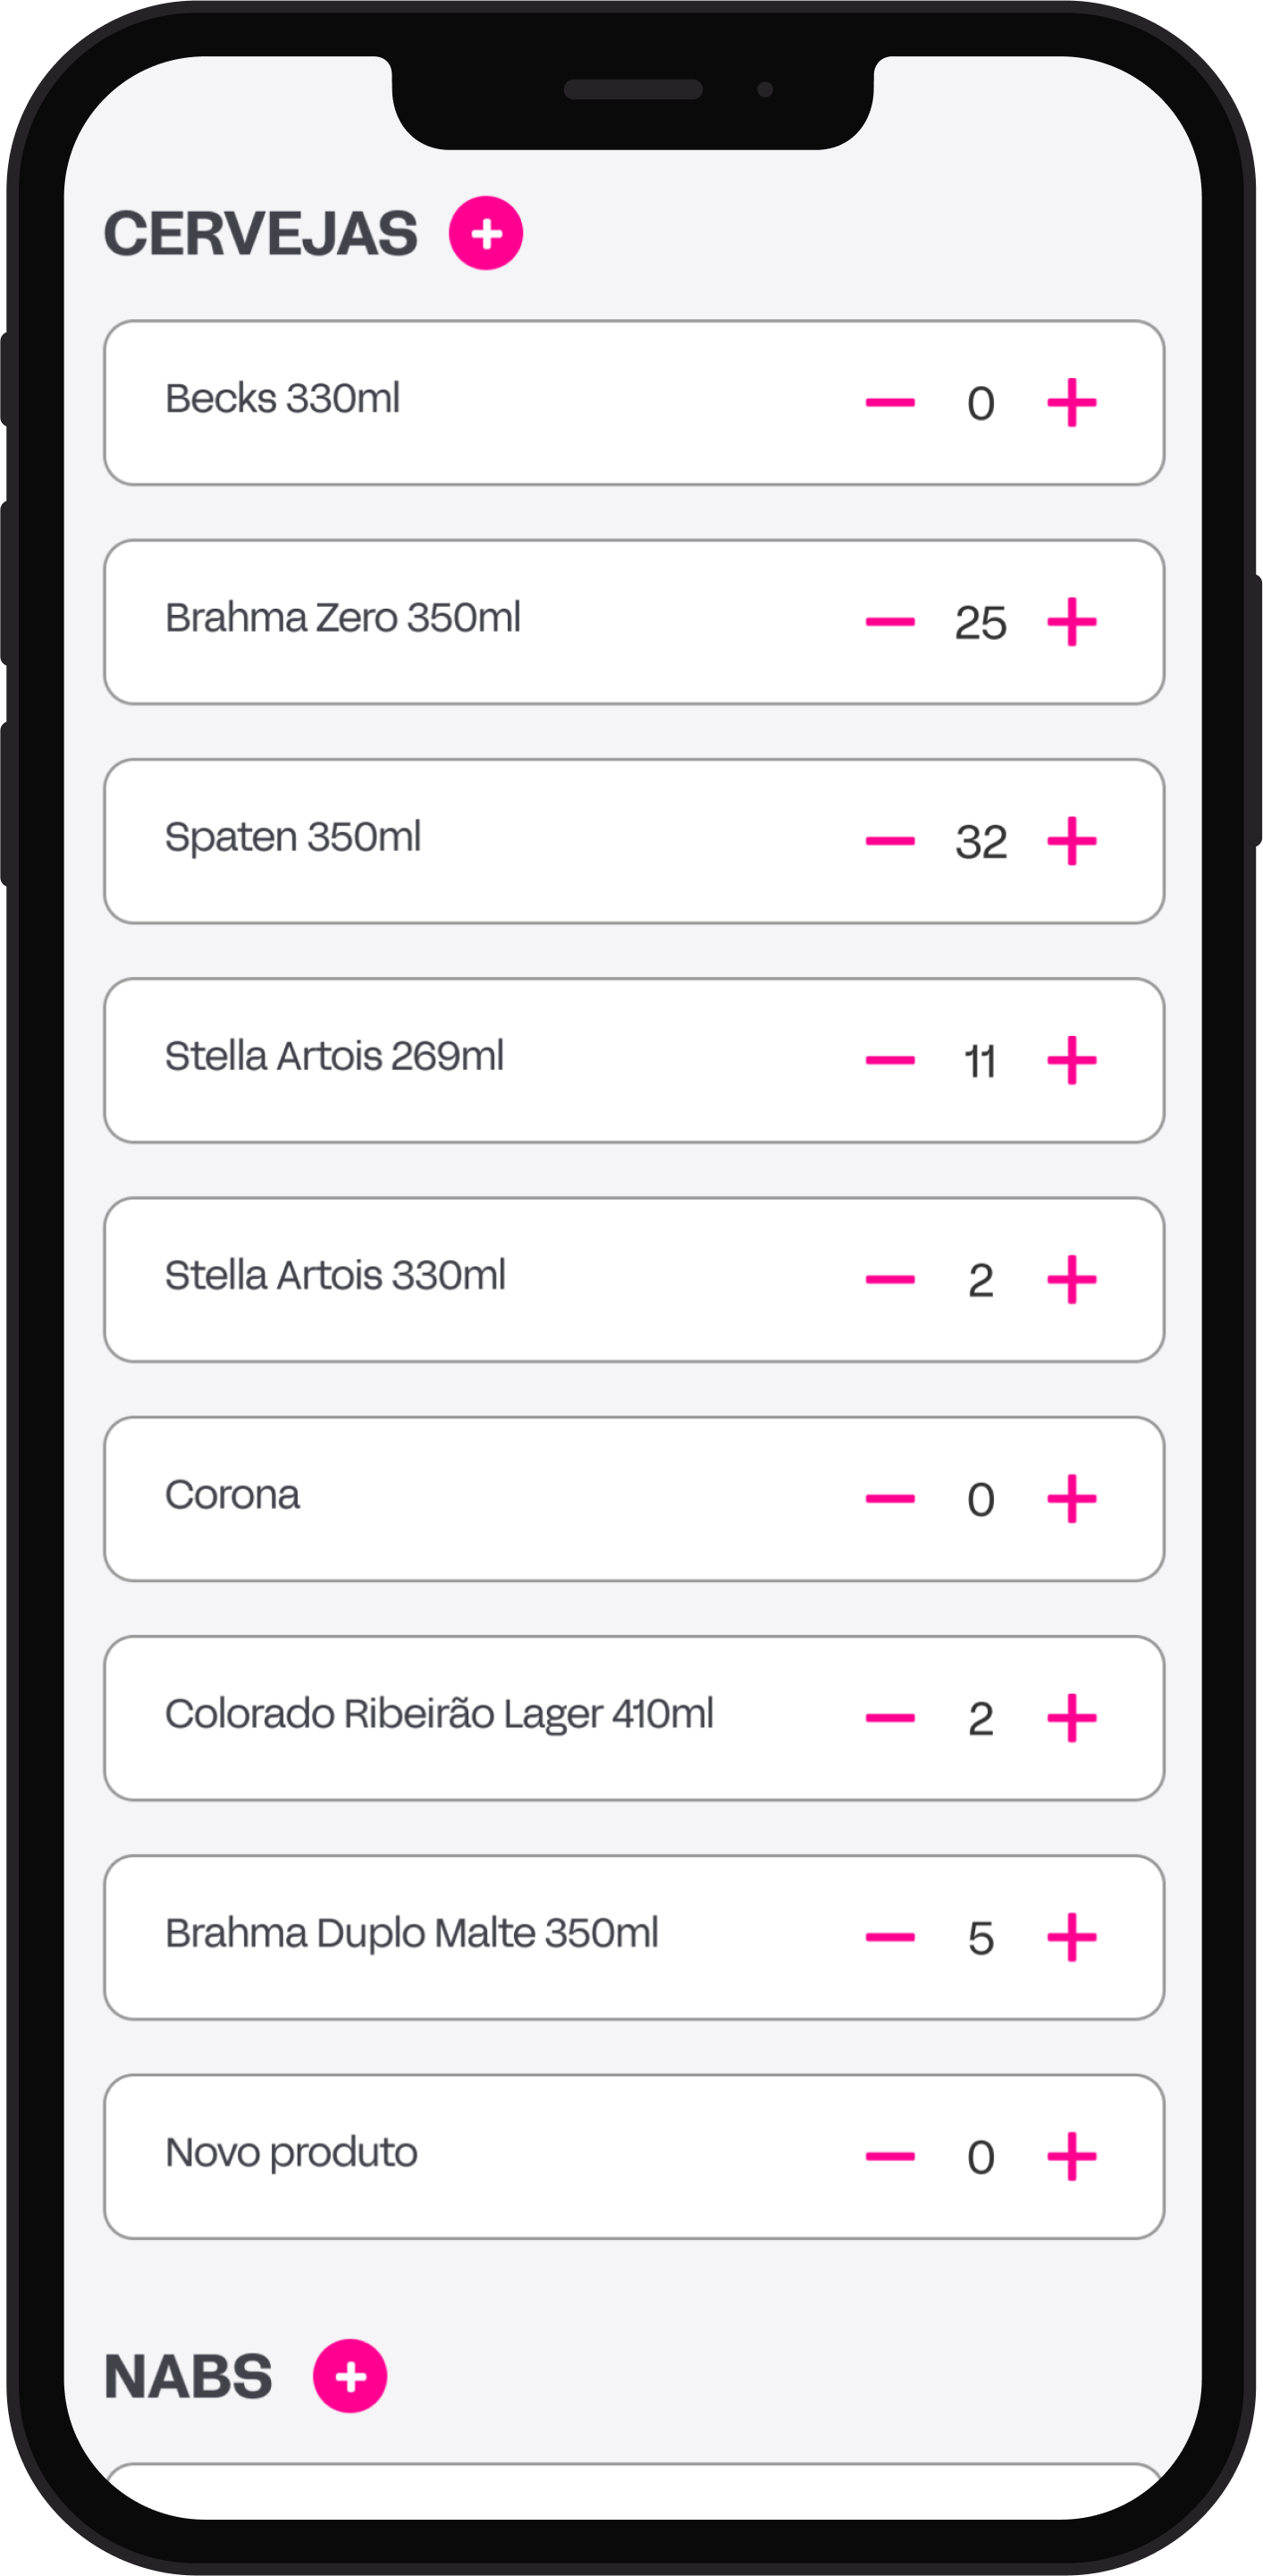 CERVEJAS
Becks 330ml
0
Brahma Zero 350ml
25
Spaten 350ml
32
Stella Artois 269ml
11
Stella Artois 330ml
2
Corona
0
Colorado Ribeirão Lager 410ml
2
Brahma Duplo Malte 350ml
5
Novo produto
0
NABS